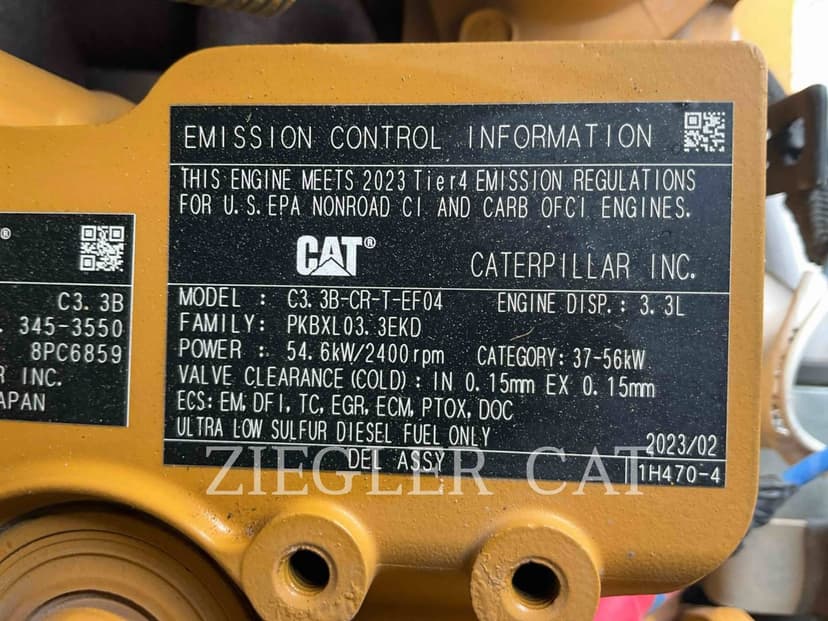 EMISSION CONTROL INFORMATION
THIS ENGINE MEETS 2023 Tier4 EMISSION REGULATIONS
FOR U.S.EPA NONROAD CI AND CARB OFCI ENGINES.
CAT® CATERPILLAR INC.
MODEL : C3.3B-CR-T-EF04 ENGINE DISP.: 3.3L
FAMILY: PKBXL03.3EKD
POWER : 54.6kW/2400rpm CATEGORY: 37-56kW
VALVE CLEARANCE(COLD): IN 0.15mm EX 0.15mm
ECS: EM, DFI, TC, EGR, ECM, PTOX, DOC
ULTRA LOW SULFUR DIESEL FUEL ONLY 2023/02
DEL ASSY 1H470-4
®
C3.3B
345-3550
8PC6859
INC.
JAPAN
ZIEGLER CAT